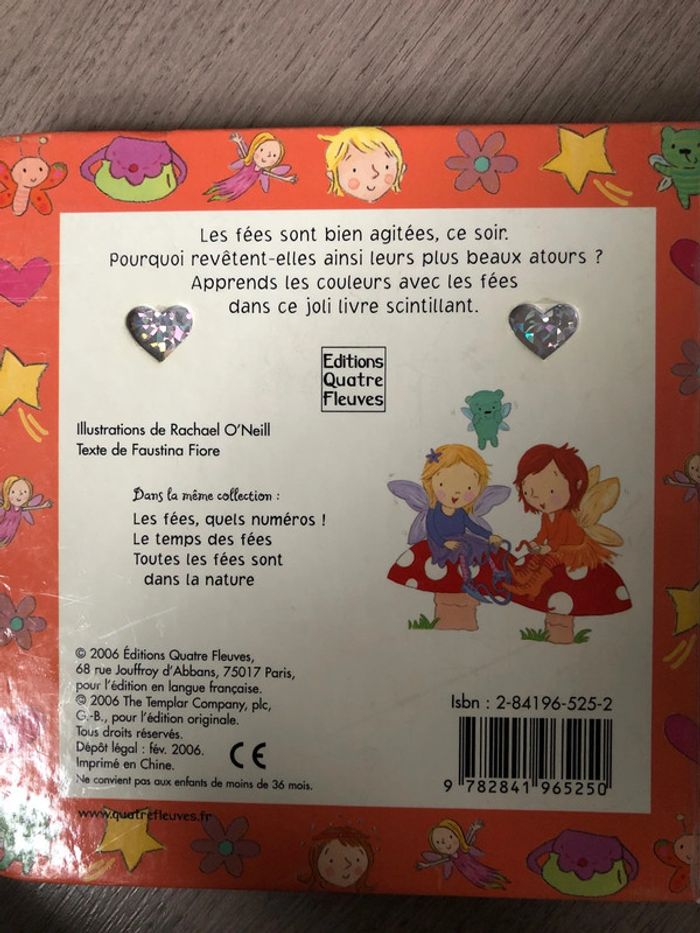 Les fées sont bien agitées, ce soir.
Pourquoi revêtent-elles ainsi leurs plus beaux atours ?
Apprends les couleurs avec les fées
dans ce joli livre scintillant.
Editions
Quatre
Fleuves
Illustrations de Rachael O'Neill
Texte de Faustina Fiore
Dans la même collection :
Les fées, quels numéros !
Le temps des fées
Toutes les fées sont
dans la nature
© 2006 Éditions Quatre Fleuves,
68 rue Jouffroy d'Abbans, 75017 Paris,
pour l'édition en langue française.
© 2006 The Templar Company, plc,
G.-B., pour l'édition originale.
Tous droits réservés.
Dépôt légal : fév. 2006.
Imprimé en Chine.
CE
Ne convient pas aux enfants de moins de 36 mois.
Isbn : 2-84196-525-2
9 782841 965250
www.quatrefleuves.fr